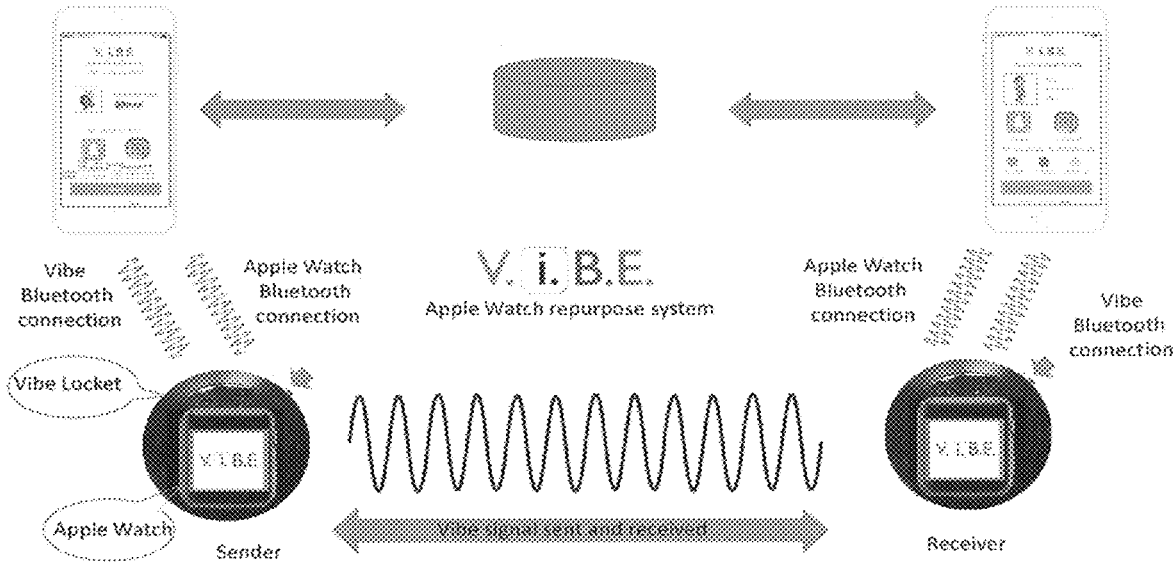 V. I.B.E.
V. I.B.E.
V. i. B.E.
Apple Watch repurpose system
Vibe
Bluetooth
connection
Apple Watch
Bluetooth
connection
Apple Watch
Bluetooth
connection
Vibe
Bluetooth
connection
Vibe Locket
V. I. B.E.
V. I. B.E.
Apple Watch
Vibe signal sent and received
Sender
Receiver